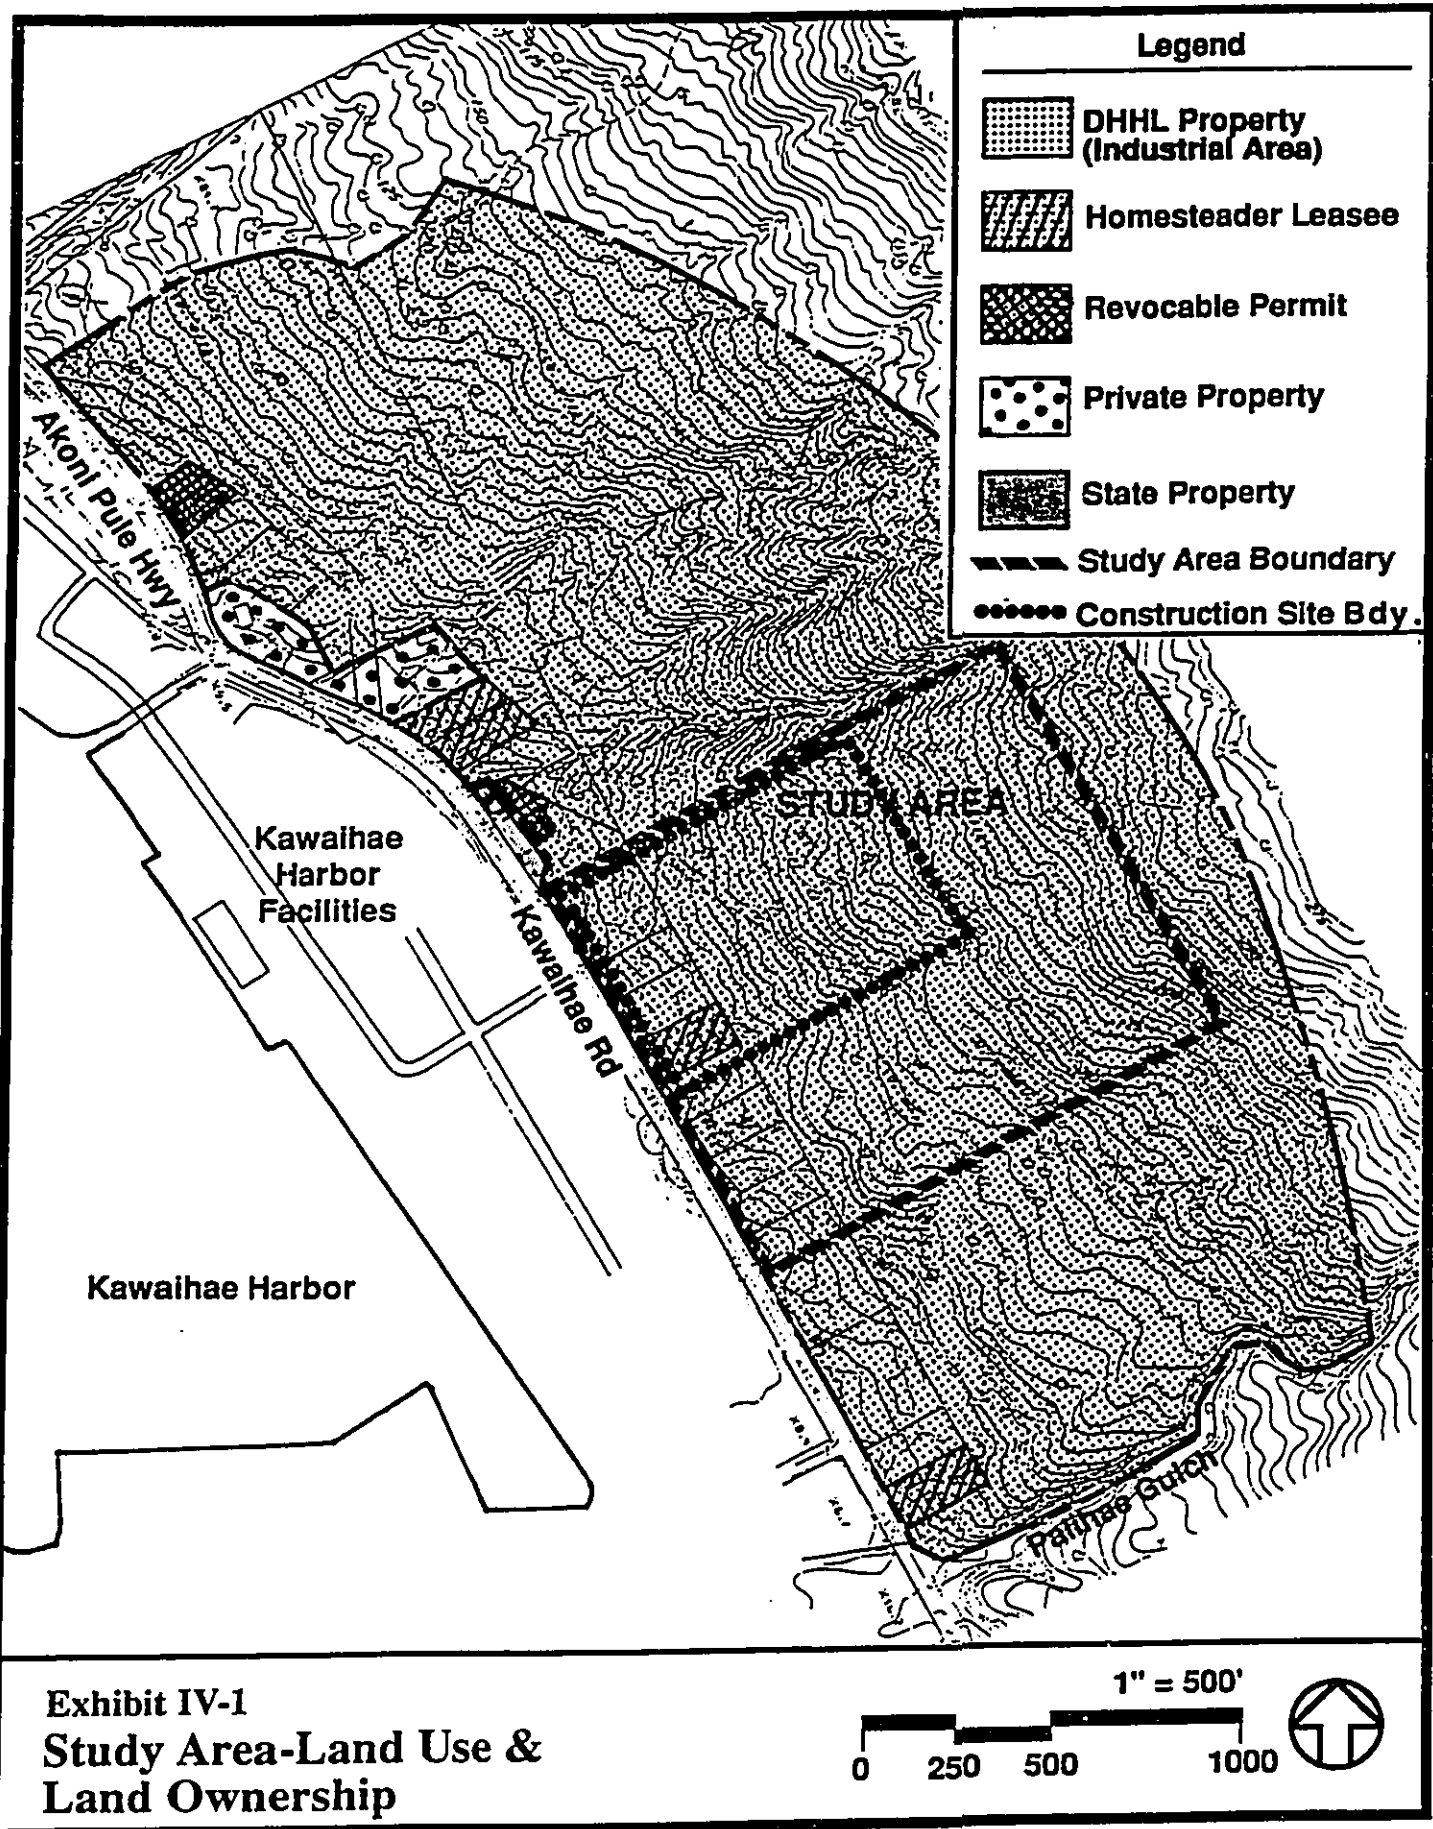 Legend
DHHL Property
(Industrial Area)
Homesteader Leasee
Revocable Permit
Private Property
State Property
Study Area Boundary
Construction Site Bdy.
Akoni Pule Hwy
STUDY AREA
Kawaihae
Harbor
Facilities
Kawaihae Rd
Kawaihae Harbor
Palihae Gulch
Exhibit IV-1
Study Area-Land Use &
Land Ownership
1" = 500'
0 250 500 1000